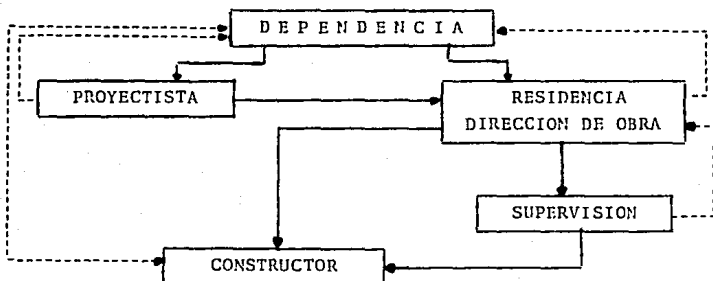 DEPENDENCIA
PROYECTISTA
RESIDENCIA
DIRECCION DE OBRA
SUPERVISION
CONSTRUCTOR